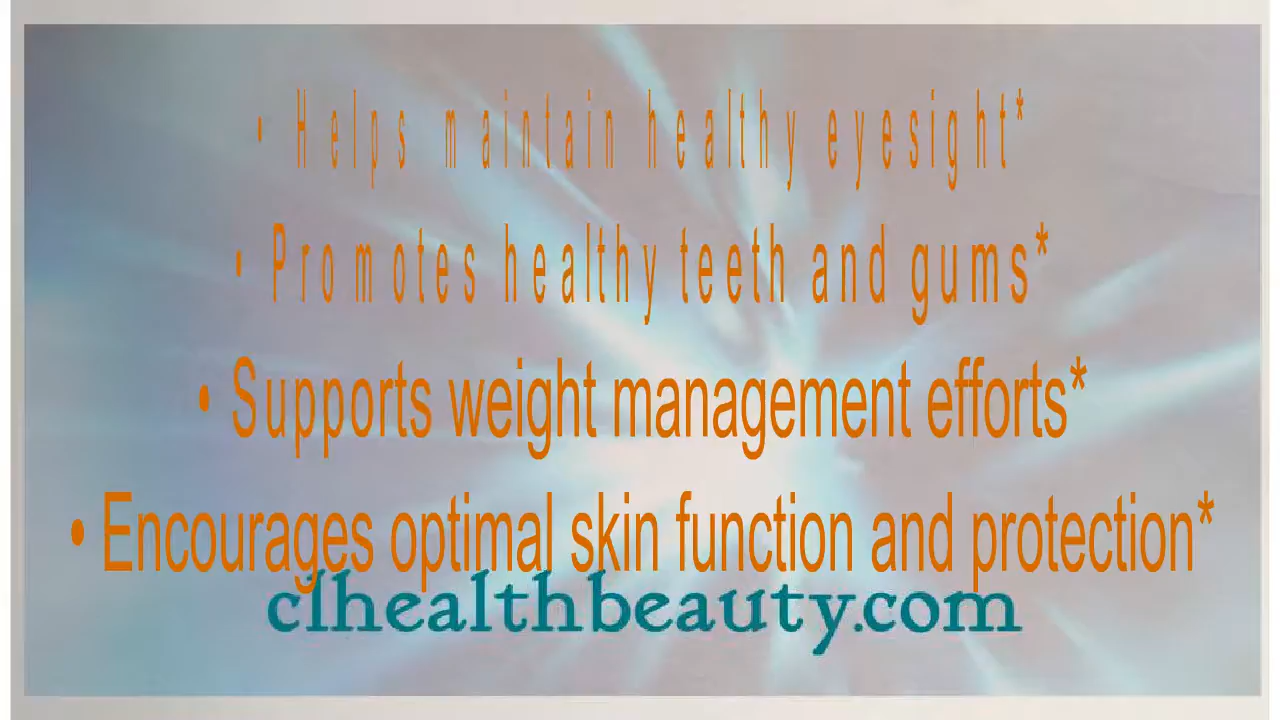 • Helps maintain healthy eyesight*
• Promotes healthy teeth and gums*
• Supports weight management efforts*
• Encourages optimal skin function and protection*
clhealthbeauty.com